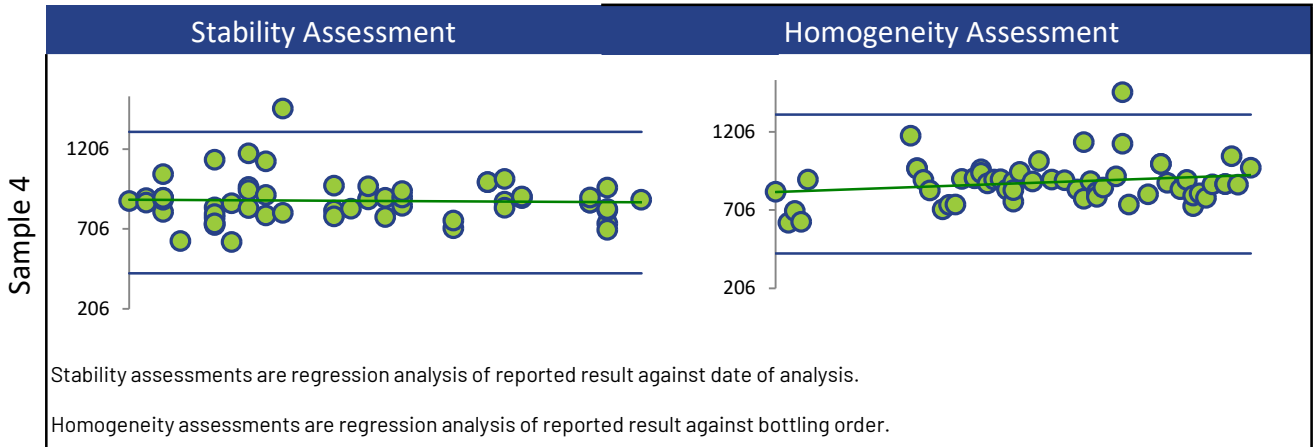 Stability Assessment
Homogeneity Assessment
Sample 4
1206
706
206
1206
706
206
Stability assessments are regression analysis of reported result against date of analysis.
Homogeneity assessments are regression analysis of reported result against bottling order.